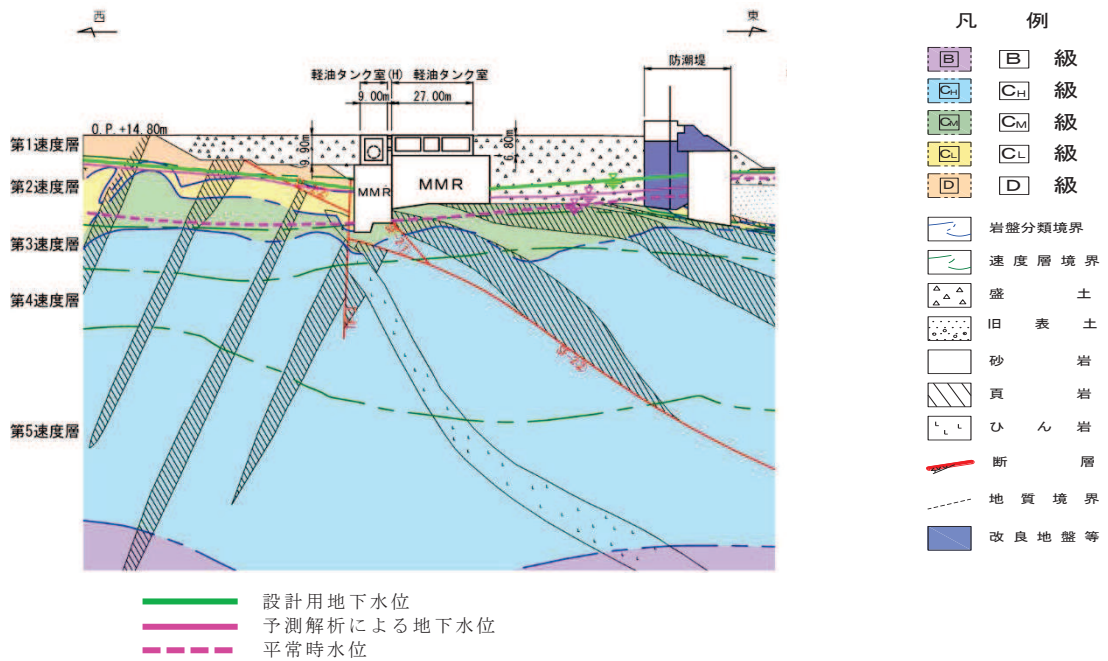 西
東
軽油タンク室(H) 軽油タンク室
9.00m 27.00m
防潮堤
O.P.+14.80m
9.90m
6.80m
第1速度層
第2速度層
MMR
MMR
第3速度層
第4速度層
第5速度層
設計用地下水位
予測解析による地下水位
平常時水位
凡 例
B B 級
CH CH 級
CM CM 級
CL CL 級
D D 級
岩盤分類境界
速度層境界
盛土
旧表土
砂岩
頁岩
ひん岩
断層
地質境界
改良地盤等